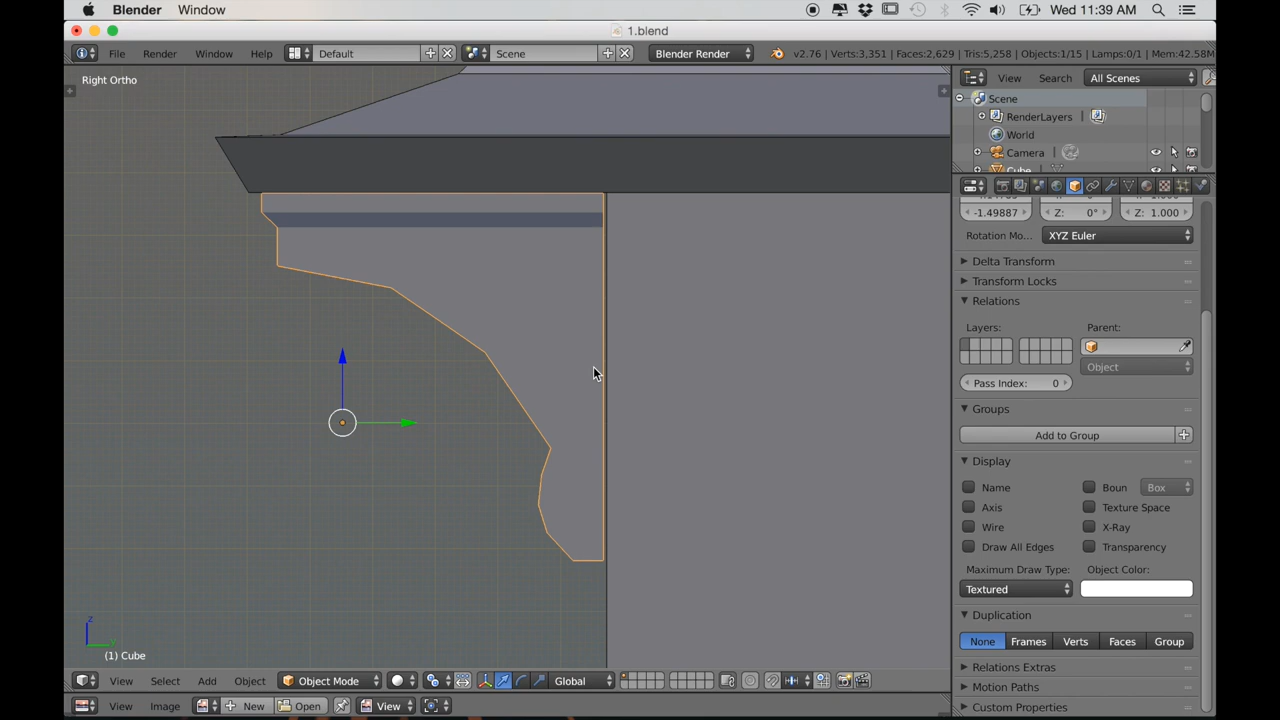 Blender Window Wed 11:39 AM
1.blend
File Render Window Help Default Scene Blender Render v2.76 | Verts:3,351 | Faces:2,629 | Tris:5,258 | Objects:1/15 | Lamps:0/1 | Mem:42.58M
Right Ortho
View Search All Scenes
Scene
RenderLayers
World
Camera
Cube
-1.49887 Z: 0° Z: 1.000
Rotation Mo... XYZ Euler
Delta Transform
Transform Locks
Relations
Layers: Parent:
Object
Pass Index: 0
Groups
Add to Group
Display
Name Boun Box
Axis Texture Space
Wire X-Ray
Draw All Edges Transparency
Maximum Draw Type: Object Color:
Textured
Duplication
None Frames Verts Faces Group
Relations Extras
Motion Paths
Custom Properties
z
(1) Cube
View Select Add Object Object Mode Global
View Image New Open View